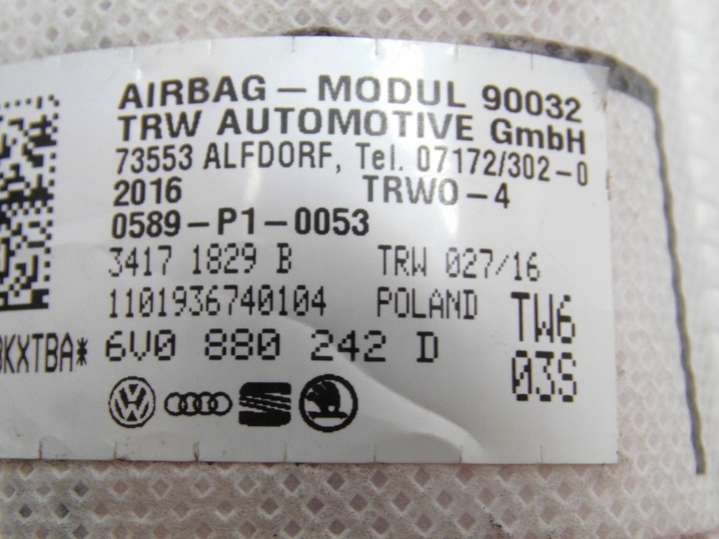 AIRBAG – MODUL 90032
TRW AUTOMOTIVE GmbH
73553 ALFDORF, Tel. 07172/302-0
2016 TRWO-4
0589-P1-0053
3417 1829 B TRW 027/16
1101936740104 POLAND TW6
KXTBA* 6V0 880 242 D 03S